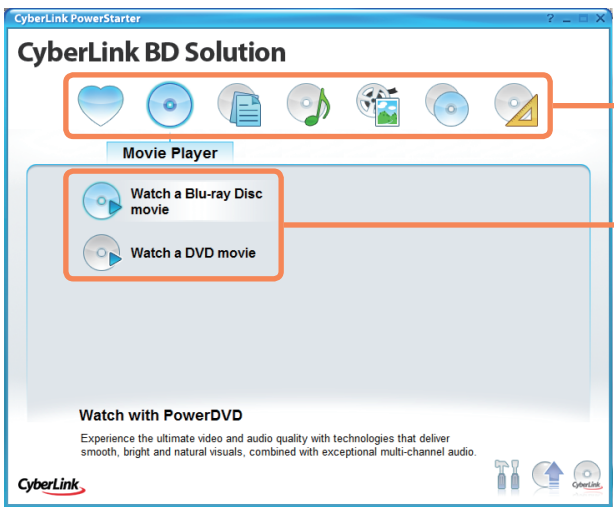 CyberLink PowerStarter
CyberLink BD Solution
Movie Player
Watch a Blu-ray Disc
movie
Watch a DVD movie
Watch with PowerDVD
Experience the ultimate video and audio quality with technologies that deliver
smooth, bright and natural visuals, combined with exceptional multi-channel audio.
CyberLink
CyberLink